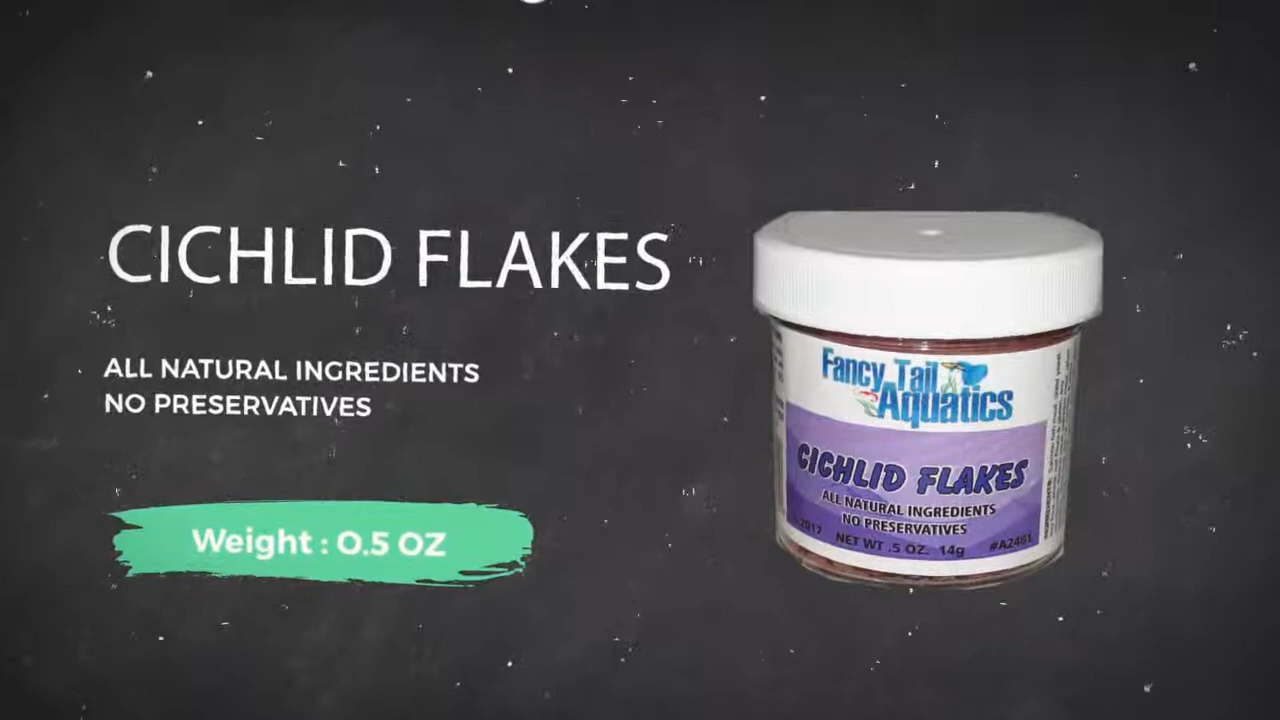 CICHLID FLAKES
ALL NATURAL INGREDIENTS
NO PRESERVATIVES
Weight : 0.5 OZ
Fancy Tail
Aquatics
CICHLID FLAKES
ALL NATURAL INGREDIENTS
NO PRESERVATIVES
2017 NET WT .5 OZ. 14g #A2461